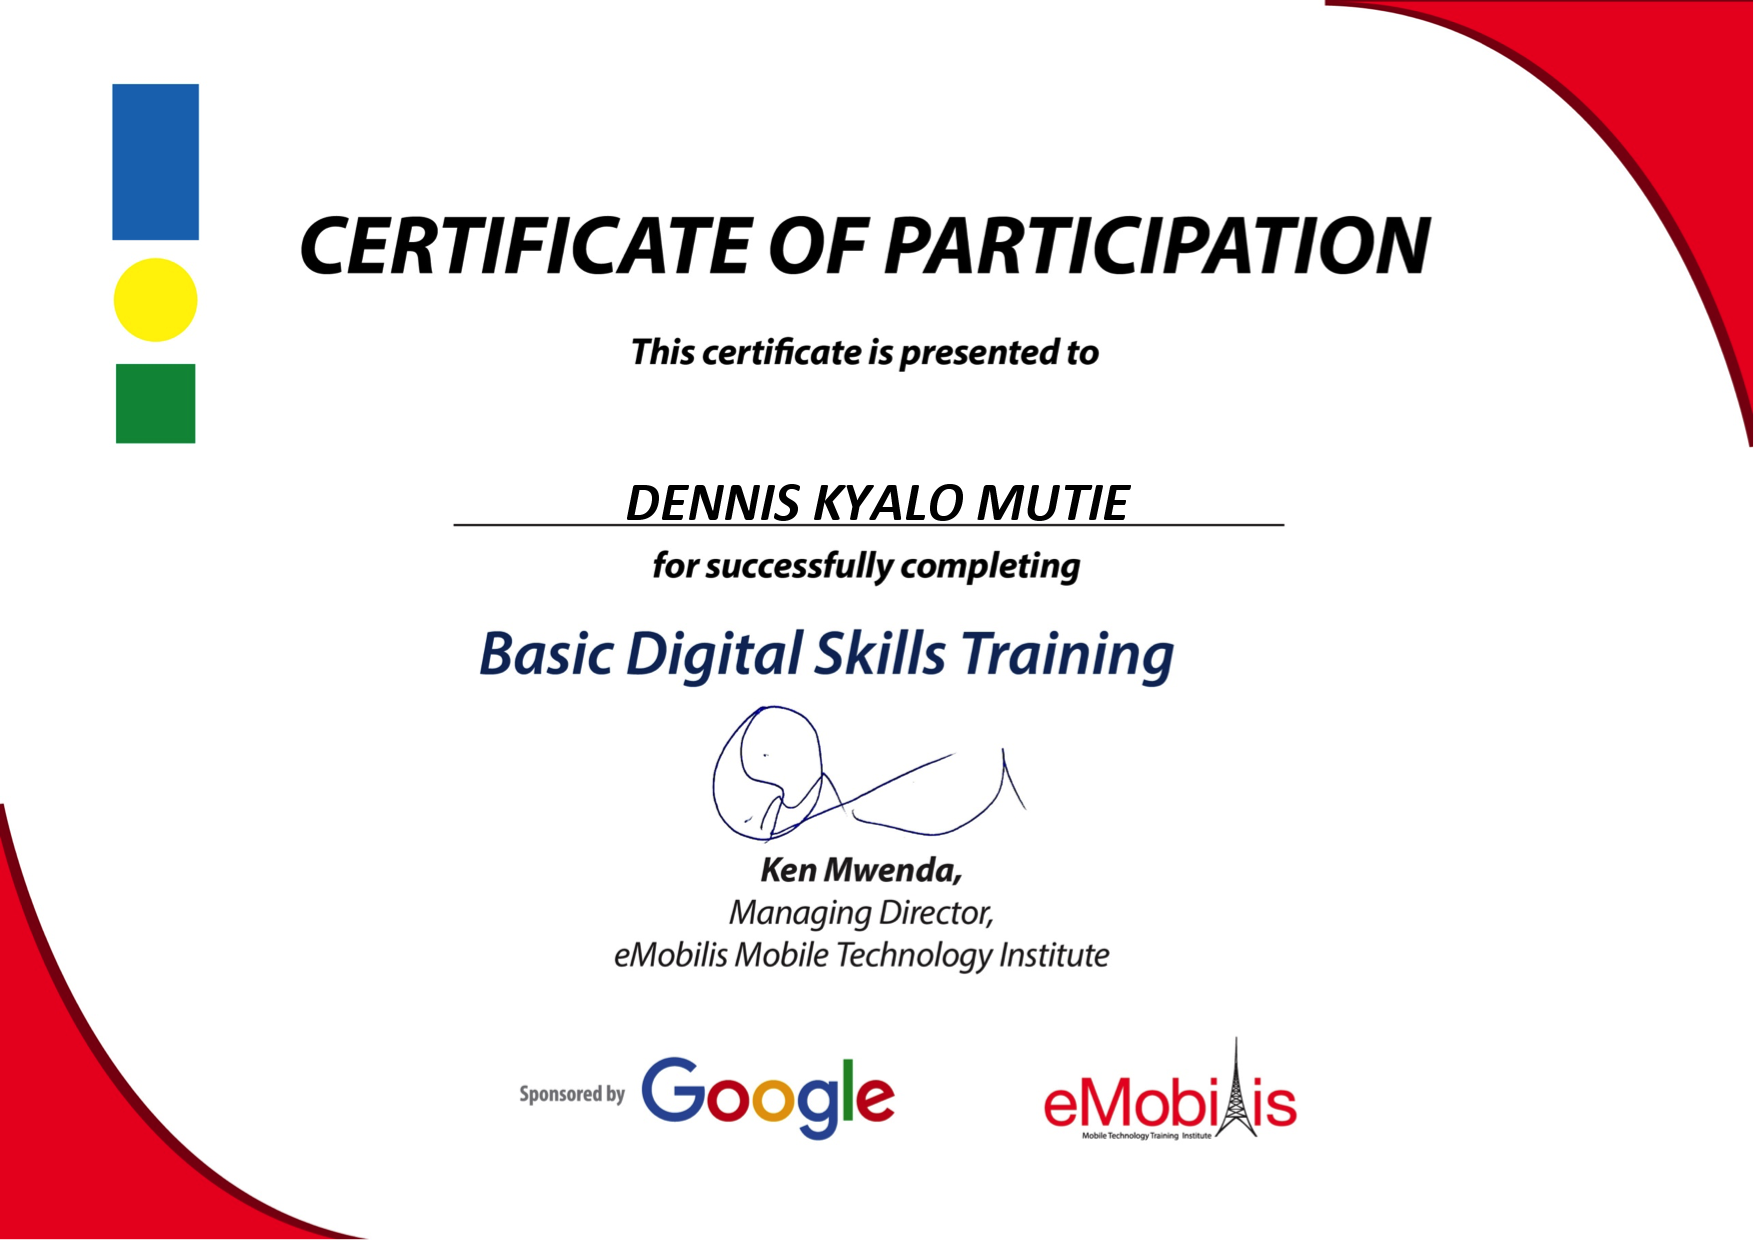 CERTIFICATE OF PARTICIPATION
This certificate is presented to
DENNIS KYALO MUTIE
for successfully completing
Basic Digital Skills Training
Ken Mwenda,
Managing Director,
eMobilis Mobile Technology Institute
Sponsored by Google
eMobilis
Mobile Technology Training Institute